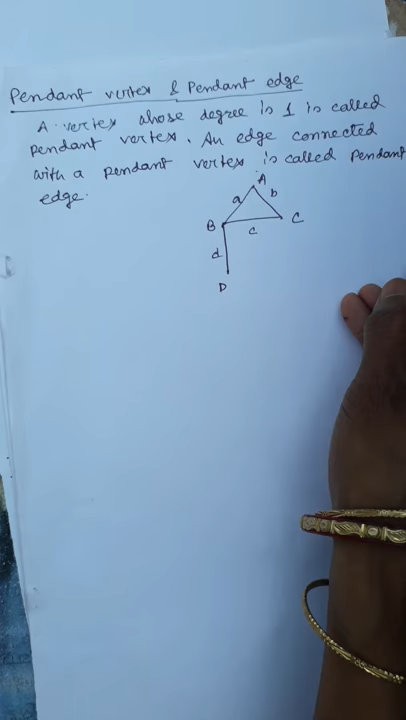 Pendant vertex & Pendant edge
A vertex whose degree is 1 is called
pendant vertex. An edge connected
with a pendant vertex is called Pendant
edge.
A
a b
B c C
d
D